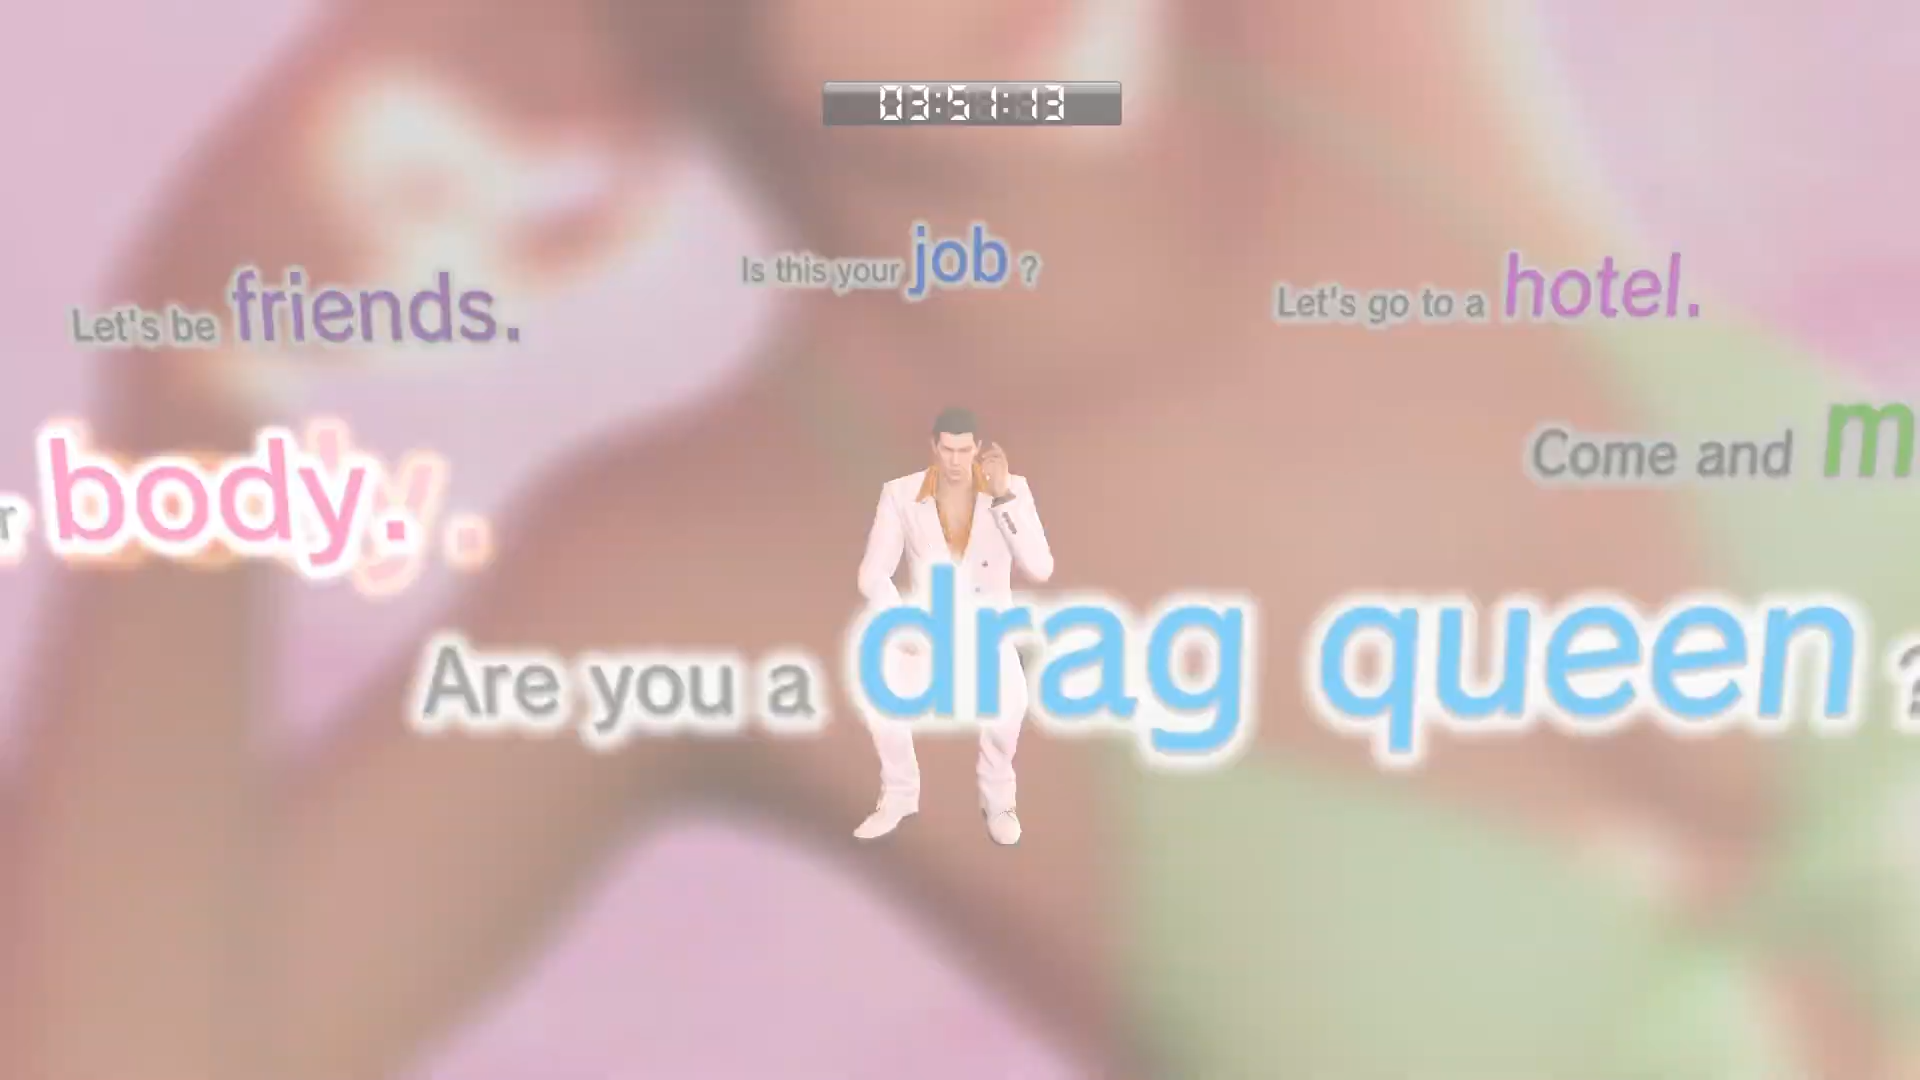 03:51:13
Is this your job ?
Let's be friends.
Let's go to a hotel.
Come and m
r body.
Are you a drag queen ?